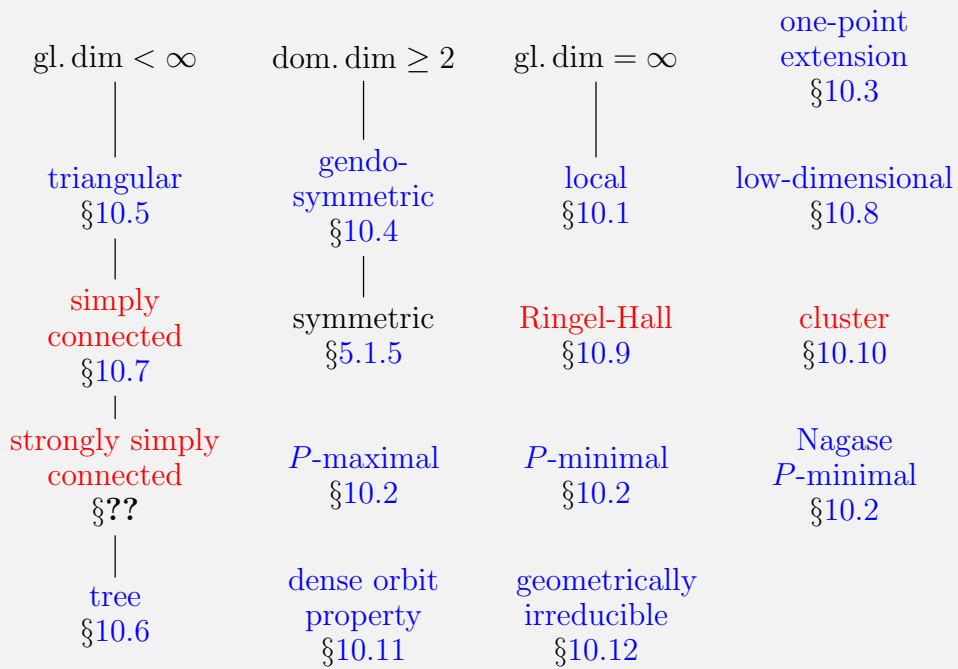 gl. dim < ∞
dom. dim ≥ 2
gl. dim = ∞
one-point
extension
§10.3
triangular
§10.5
gendo-
symmetric
§10.4
local
§10.1
low-dimensional
§10.8
simply
connected
§10.7
symmetric
§5.1.5
Ringel-Hall
§10.9
cluster
§10.10
strongly simply
connected
§??
P-maximal
§10.2
P-minimal
§10.2
Nagase
P-minimal
§10.2
tree
§10.6
dense orbit
property
§10.11
geometrically
irreducible
§10.12